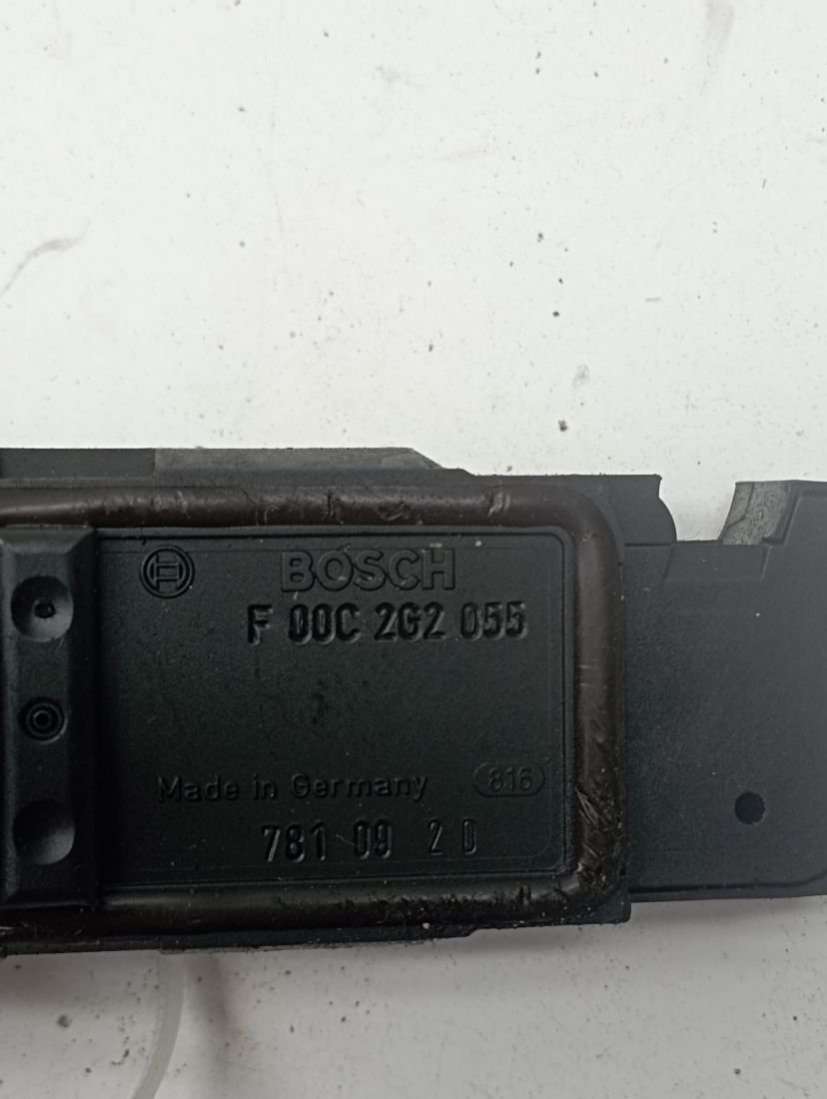 BOSCH
F 00C 2G2 055
Made in Germany 816
781 09 2 D